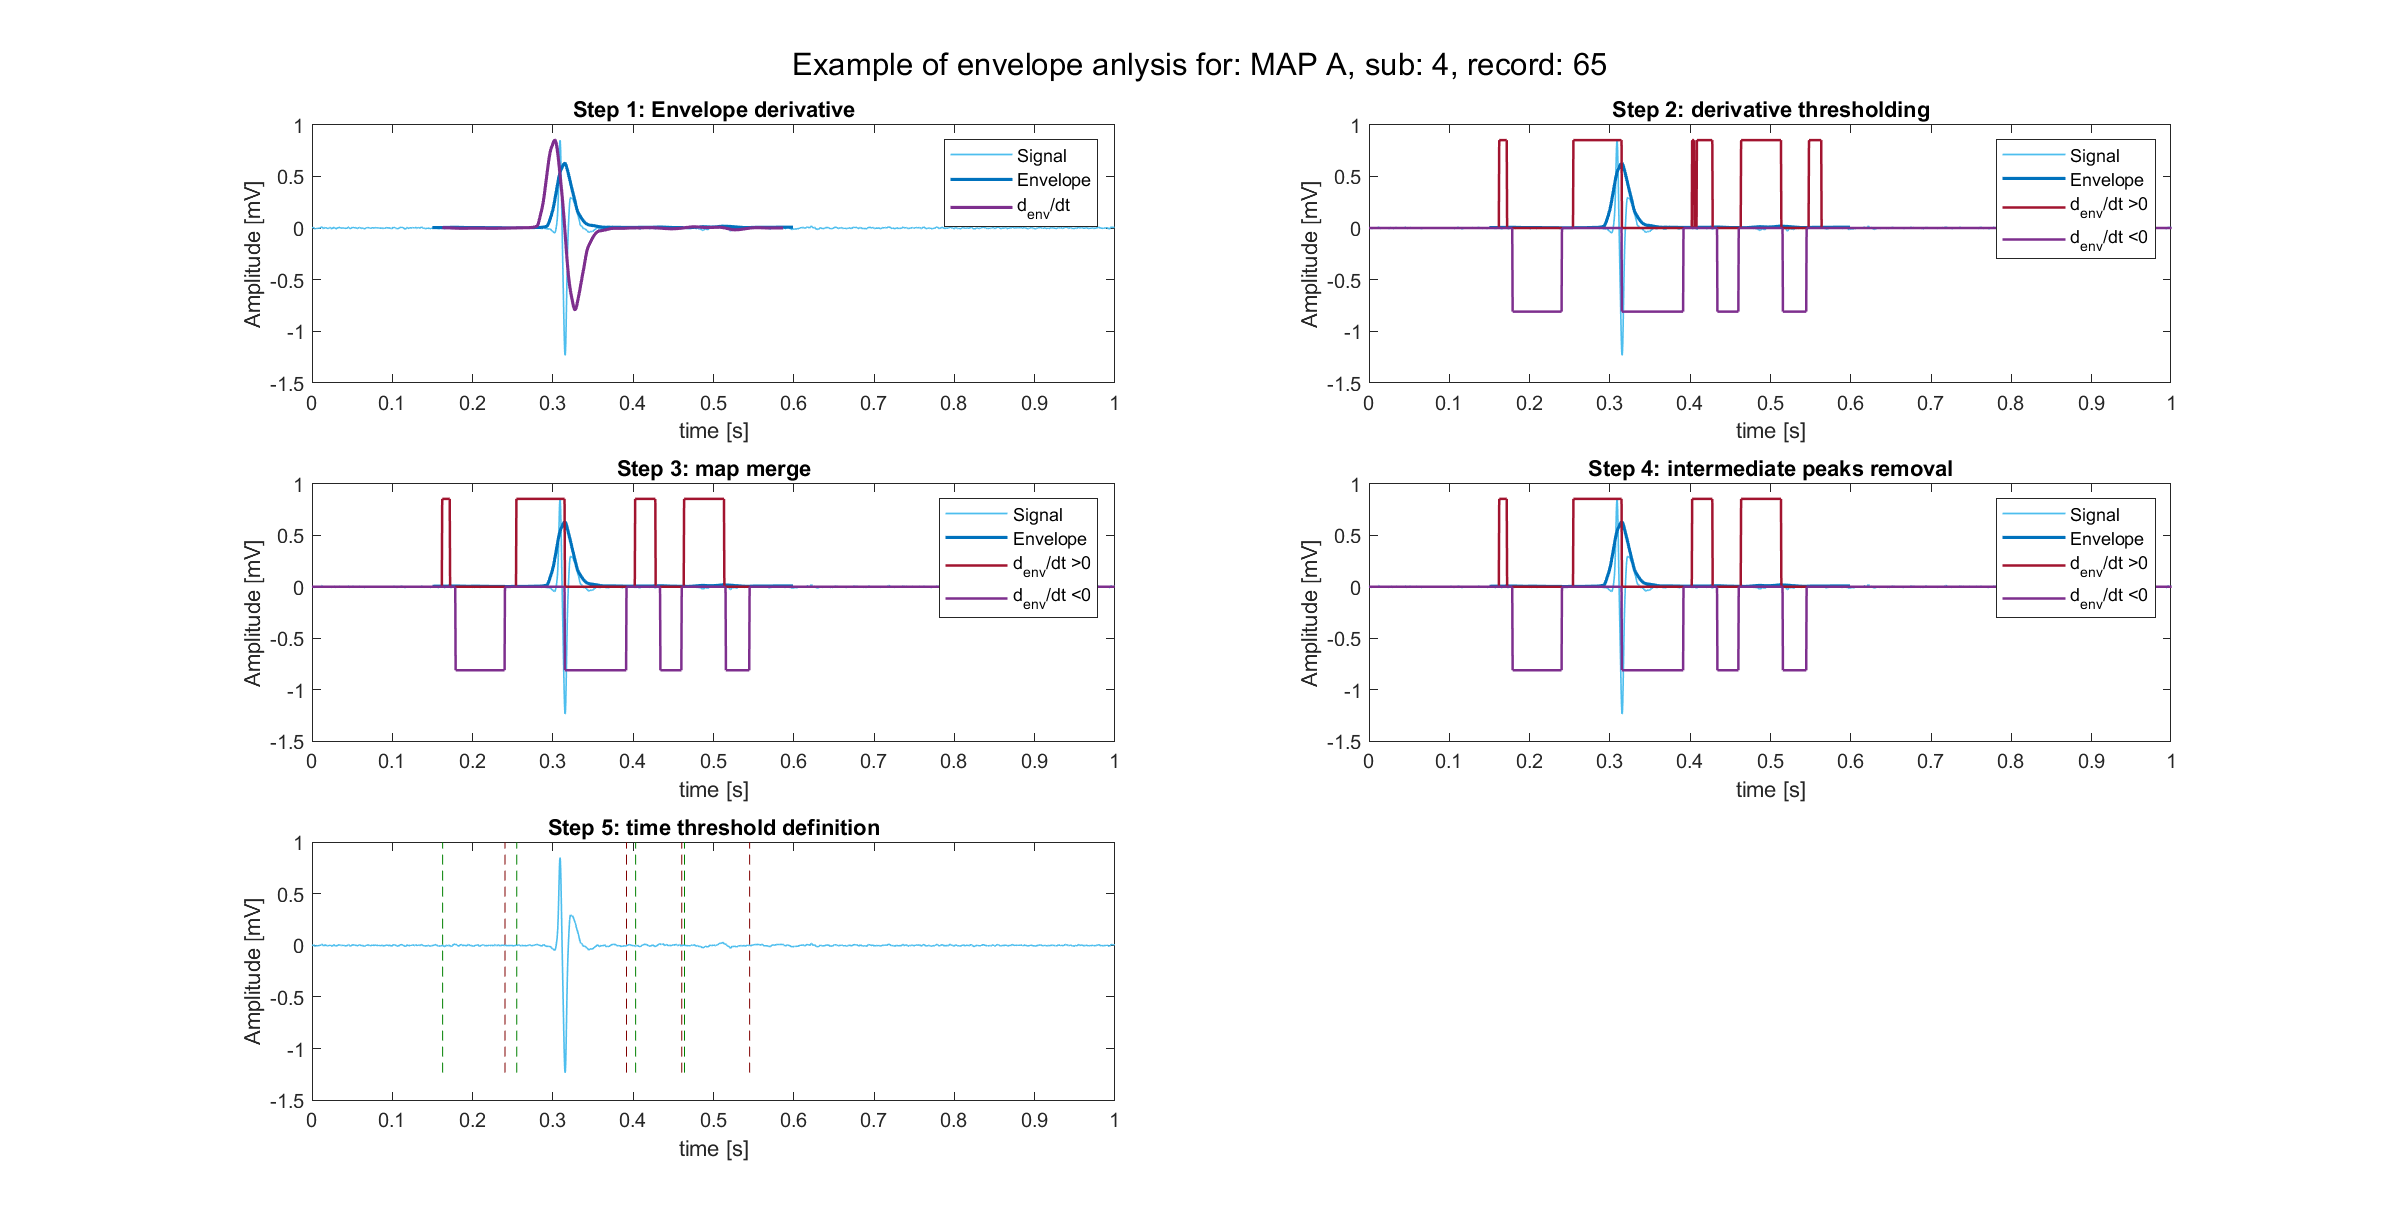 Example of envelope anlysis for: MAP A, sub: 4, record: 65
Step 1: Envelope derivative
1
0.5
0
-0.5
-1
-1.5
Amplitude [mV]
0 0.1 0.2 0.3 0.4 0.5 0.6 0.7 0.8 0.9 1
time [s]
Signal
Envelope
d_env/dt
Step 2: derivative thresholding
1
0.5
0
-0.5
-1
-1.5
Amplitude [mV]
0 0.1 0.2 0.3 0.4 0.5 0.6 0.7 0.8 0.9 1
time [s]
Signal
Envelope
d_env/dt >0
d_env/dt <0
Step 3: map merge
1
0.5
0
-0.5
-1
-1.5
Amplitude [mV]
0 0.1 0.2 0.3 0.4 0.5 0.6 0.7 0.8 0.9 1
time [s]
Signal
Envelope
d_env/dt >0
d_env/dt <0
Step 4: intermediate peaks removal
1
0.5
0
-0.5
-1
-1.5
Amplitude [mV]
0 0.1 0.2 0.3 0.4 0.5 0.6 0.7 0.8 0.9 1
time [s]
Signal
Envelope
d_env/dt >0
d_env/dt <0
Step 5: time threshold definition
1
0.5
0
-0.5
-1
-1.5
Amplitude [mV]
0 0.1 0.2 0.3 0.4 0.5 0.6 0.7 0.8 0.9 1
time [s]